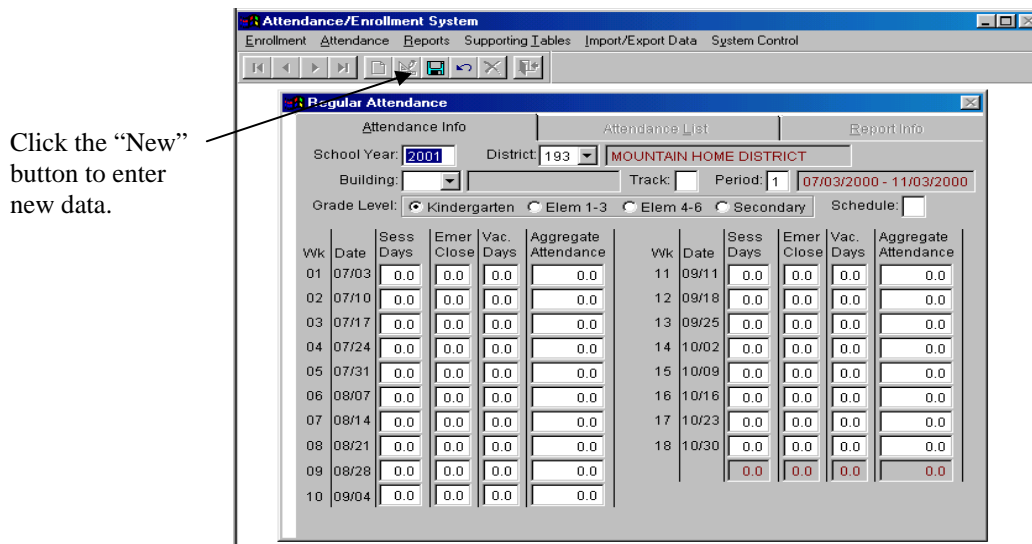 Attendance/Enrollment System
Enrollment Attendance Reports Supporting Tables Import/Export Data System Control
Click the “New”
button to enter
new data.
Regular Attendance
Attendance Info Attendance List Report Info
School Year: 2001 District: 193 MOUNTAIN HOME DISTRICT
Building: Track: Period: 1 07/03/2000 - 11/03/2000
Grade Level: Kindergarten Elem 1-3 Elem 4-6 Secondary Schedule:
Sess Emer Vac. Aggregate Sess Emer Vac. Aggregate
Wk Date Days Close Days Attendance Wk Date Days Close Days Attendance
01 07/03 0.0 0.0 0.0 0.0 11 09/11 0.0 0.0 0.0 0.0
02 07/10 0.0 0.0 0.0 0.0 12 09/18 0.0 0.0 0.0 0.0
03 07/17 0.0 0.0 0.0 0.0 13 09/25 0.0 0.0 0.0 0.0
04 07/24 0.0 0.0 0.0 0.0 14 10/02 0.0 0.0 0.0 0.0
05 07/31 0.0 0.0 0.0 0.0 15 10/09 0.0 0.0 0.0 0.0
06 08/07 0.0 0.0 0.0 0.0 16 10/16 0.0 0.0 0.0 0.0
07 08/14 0.0 0.0 0.0 0.0 17 10/23 0.0 0.0 0.0 0.0
08 08/21 0.0 0.0 0.0 0.0 18 10/30 0.0 0.0 0.0 0.0
09 08/28 0.0 0.0 0.0 0.0 0.0 0.0 0.0 0.0
10 09/04 0.0 0.0 0.0 0.0